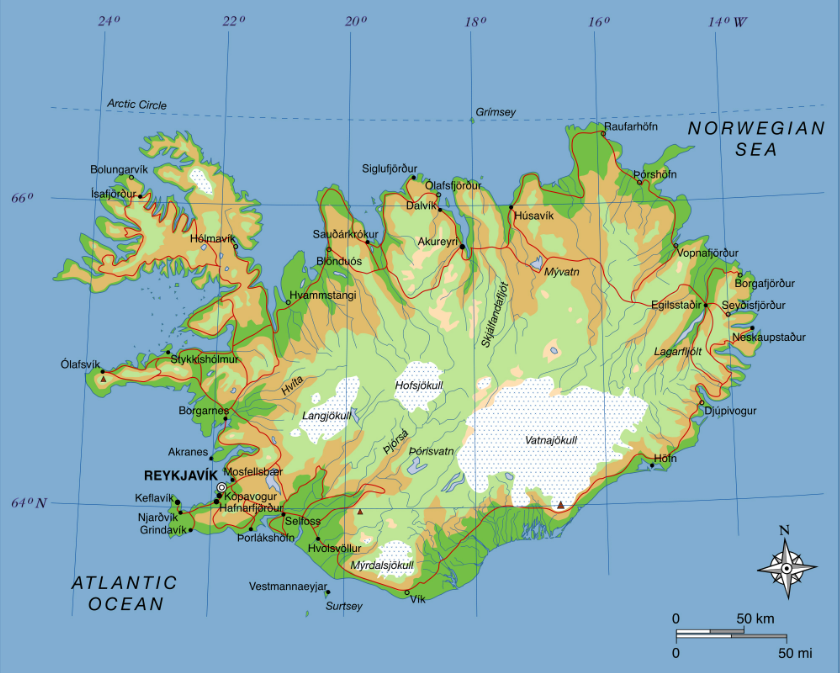 24° 22° 20° 18° 16° 14° W
Arctic Circle
Grímsey
NORWEGIAN
SEA
Raufarhöfn
Bolungarvík
Siglufjörður
Þórshöfn
Ísafjörður
Ólafsfjörður
66°
Dalvík
Húsavík
Hólmavík
Sauðárkrókur
Akureyri
Vopnafjörður
Blönduós
Mývatn
Borgafjörður
Hvammstangi
Skjálfandafljót
Egilsstaðir
Seyðisfjörður
Neskaupstaður
Lagarfljólt
Stykkishólmur
Ólafsvík
Hvíta
Hofsjökull
Borgarnes
Langjökull
Djúpivogur
Þjórsá
Vatnajökull
Akranes
Þórisvatn
Höfn
REYKJAVÍK
Mosfellsbær
64° N
Keflavík
Kópavogur
Hafnarfjörður
Njarðvík
Selfoss
Grindavík
Þorlákshöfn
Hvolsvöllur
N
Mýrdalsjökull
ATLANTIC
OCEAN
Vestmannaeyjar
Surtsey
Vík
0 50 km
0 50 mi